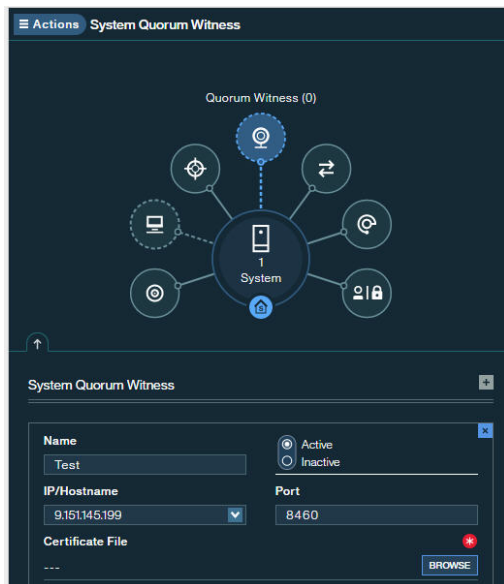 Actions System Quorum Witness
Quorum Witness (0)
1
System
System Quorum Witness
Name
Test
Active
Inactive
IP/Hostname
9.151.145.199
Port
8460
Certificate File
---
BROWSE